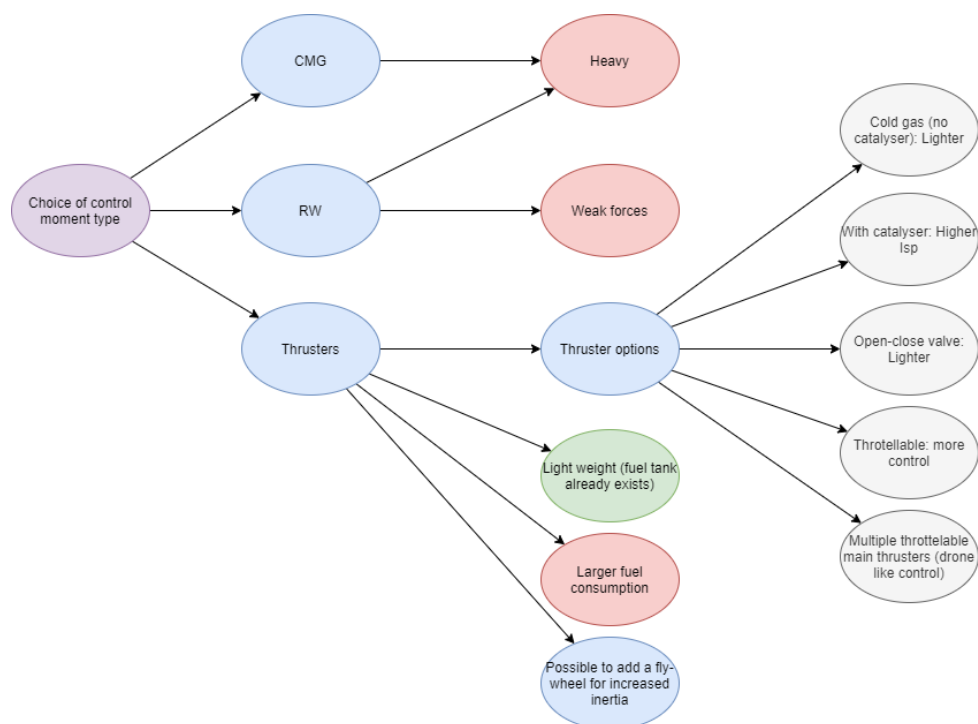 CMG
Heavy
Cold gas (no
catalyser): Lighter
Choice of control
moment type
RW
Weak forces
With catalyser: Higher
Isp
Thrusters
Thruster options
Open-close valve:
Lighter
Light weight (fuel tank
already exists)
Throtellable: more
control
Larger fuel
consumption
Multiple throttelable
main thrusters (drone
like control)
Possible to add a fly-
wheel for increased
inertia